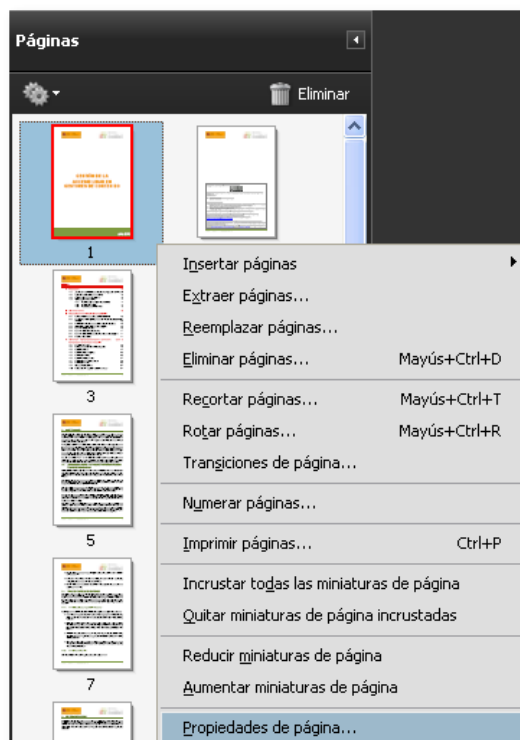 Páginas
Eliminar
1
3
5
7
Insertar páginas
Extraer páginas...
Reemplazar páginas...
Eliminar páginas... Mayús+Ctrl+D
Recortar páginas... Mayús+Ctrl+T
Rotar páginas... Mayús+Ctrl+R
Transiciones de página...
Numerar páginas...
Imprimir páginas... Ctrl+P
Incrustar todas las miniaturas de página
Quitar miniaturas de página incrustadas
Reducir miniaturas de página
Aumentar miniaturas de página
Propiedades de página...